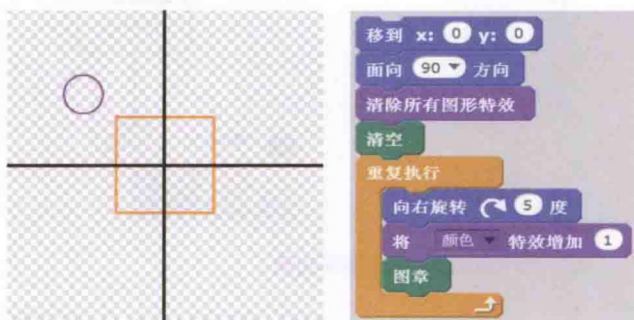 移到 x: 0 y: 0
面向 90 方向
清除所有图形特效
清空
重复执行
向右旋转 5 度
将 颜色 特效增加 1
图章